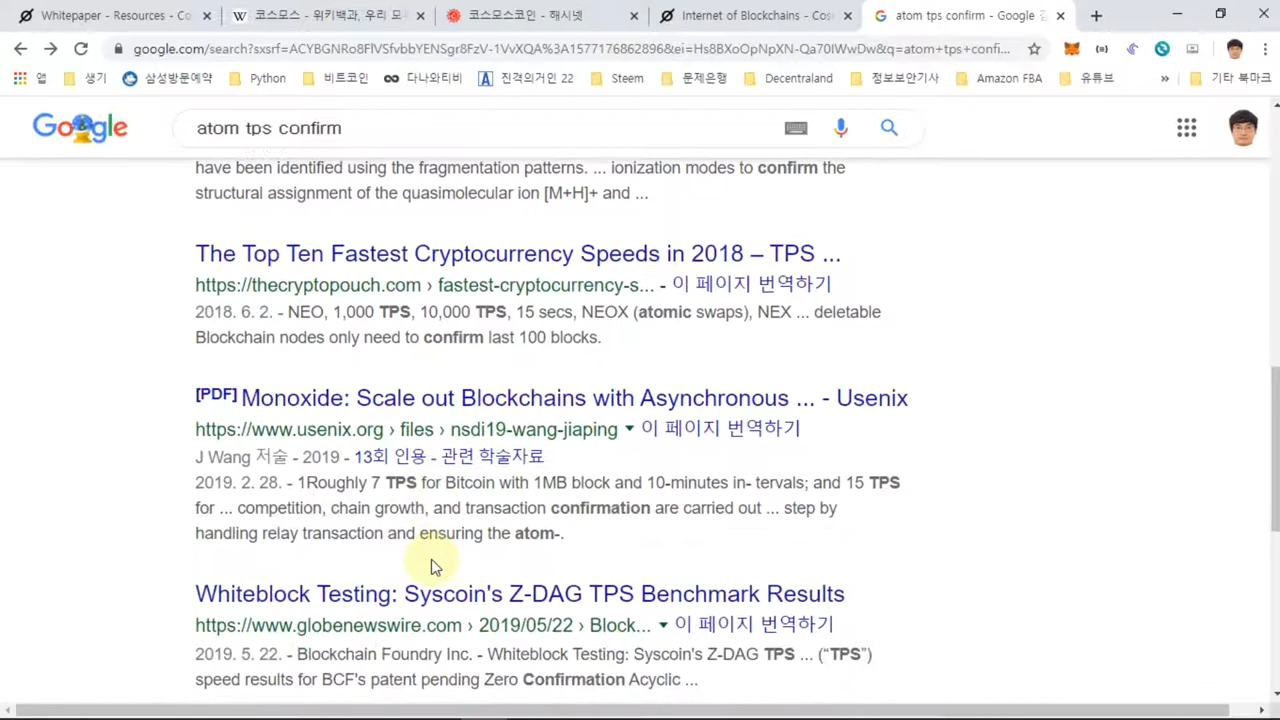 Whitepaper - Resources - Co
코스모스 - 위키백과, 우리 모
코스모스코인 - 해시넷
Internet of Blockchains - Cos
atom tps confirm - Google 검
google.com/search?sxsrf=ACYBGNRo8FlVSfvbbYENSgr8FzV-1VvXQA%3A1577176862896&ei=Hs8BXoOpNpXN-Qa70IWwDw&q=atom+tps+confi...
앱
생기
삼성방문예약
Python
비트코인
다나와티비
진격의거인 22
Steem
문제은행
Decentraland
정보보안기사
Amazon FBA
유튜브
»
기타 북마크
Google
atom tps confirm
have been identified using the fragmentation patterns. ... ionization modes to confirm the
structural assignment of the quasimolecular ion [M+H]+ and ...
The Top Ten Fastest Cryptocurrency Speeds in 2018 – TPS ...
https://thecryptopouch.com › fastest-cryptocurrency-s... - 이 페이지 번역하기
2018. 6. 2. - NEO, 1,000 TPS, 10,000 TPS, 15 secs, NEOX (atomic swaps), NEX ... deletable
Blockchain nodes only need to confirm last 100 blocks.
[PDF] Monoxide: Scale out Blockchains with Asynchronous ... - Usenix
https://www.usenix.org › files › nsdi19-wang-jiaping 이 페이지 번역하기
J Wang 저술 - 2019 - 13회 인용 - 관련 학술자료
2019. 2. 28. - 1Roughly 7 TPS for Bitcoin with 1MB block and 10-minutes in- tervals; and 15 TPS
for ... competition, chain growth, and transaction confirmation are carried out ... step by
handling relay transaction and ensuring the atom-.
Whiteblock Testing: Syscoin's Z-DAG TPS Benchmark Results
https://www.globenewswire.com › 2019/05/22 › Block... 이 페이지 번역하기
2019. 5. 22. - Blockchain Foundry Inc. - Whiteblock Testing: Syscoin's Z-DAG TPS ... (“TPS”)
speed results for BCF's patent pending Zero Confirmation Acyclic ...